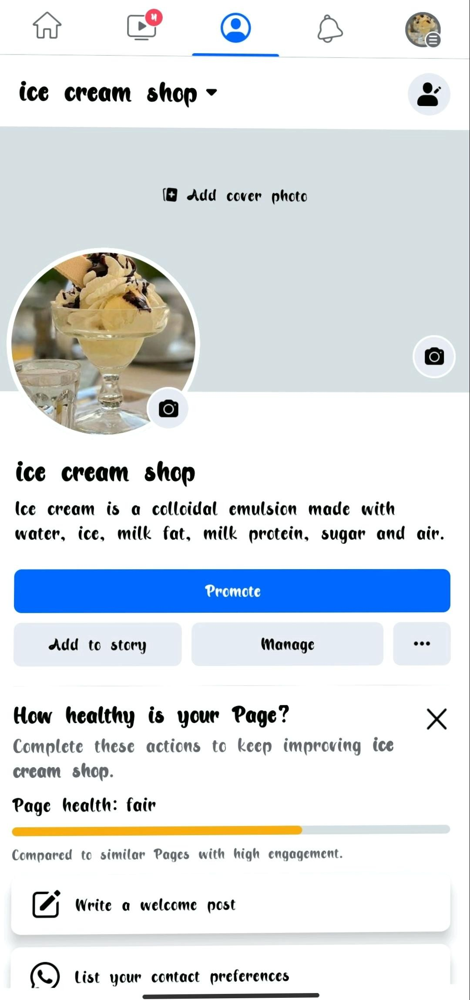 4
ice cream shop
Add cover photo
ice cream shop
Ice cream is a colloidal emulsion made with
water, ice, milk fat, milk protein, sugar and air.
Promote
Add to story
Manage
How healthy is your Page?
Complete these actions to keep improving ice
cream shop.
Page health: fair
Compared to similar Pages with high engagement.
Write a welcome post
List your contact preferences